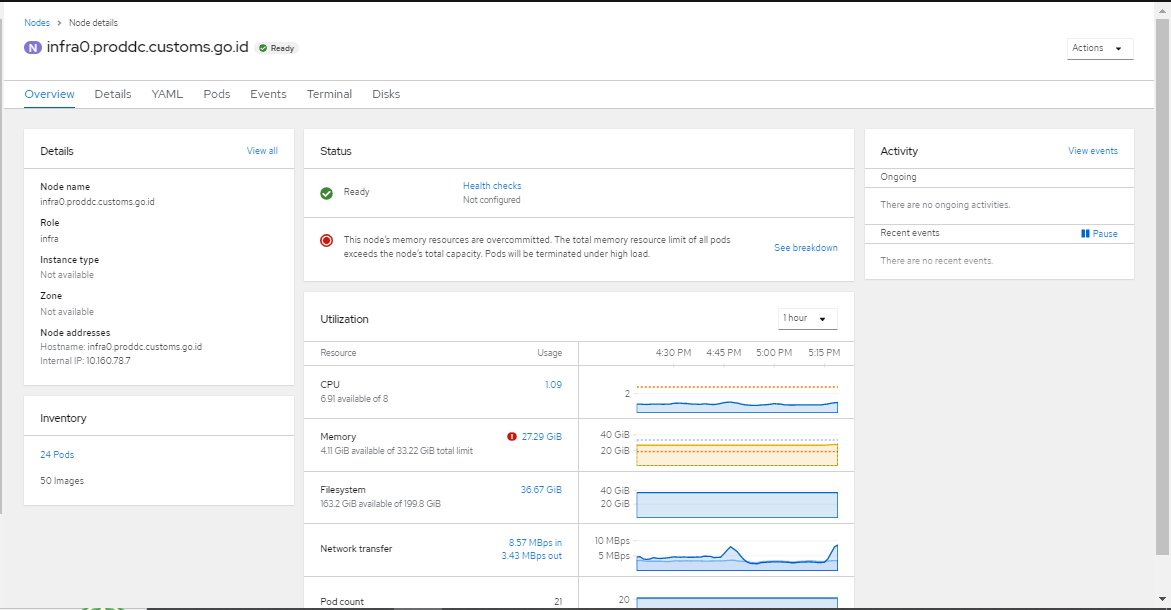 Nodes > Node details
N infra0.proddc.customs.go.id Ready
Actions
Overview Details YAML Pods Events Terminal Disks
Details View all
Node name
infra0.proddc.customs.go.id
Role
infra
Instance type
Not available
Zone
Not available
Node addresses
Hostname: infra0.proddc.customs.go.id
Internal IP: 10.160.78.7
Inventory
24 Pods
50 Images
Status
Ready
Health checks
Not configured
This node's memory resources are overcommitted. The total memory resource limit of all pods
exceeds the node's total capacity. Pods will be terminated under high load.
See breakdown
Utilization
1 hour
Resource Usage 4:30 PM 4:45 PM 5:00 PM 5:15 PM
CPU 1.09
6.91 available of 8
2
Memory 27.29 GiB
4.11 GiB available of 33.22 GiB total limit
40 GiB
20 GiB
Filesystem 36.67 GiB
163.2 GiB available of 199.8 GiB
40 GiB
20 GiB
Network transfer
8.57 MBps in
3.43 MBps out
10 MBps
5 MBps
Pod count 21
20
Activity View events
Ongoing
There are no ongoing activities.
Recent events Pause
There are no recent events.